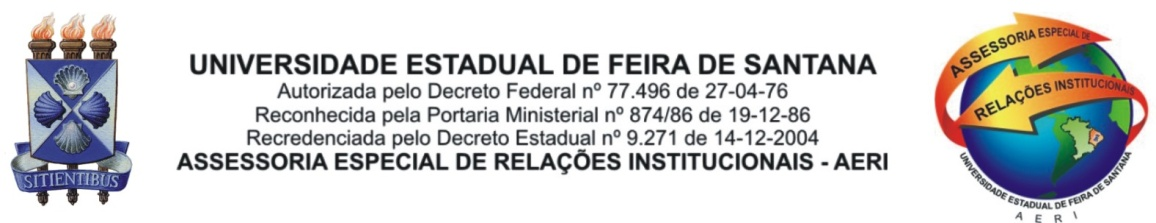 SITIENTIBUS
UNIVERSIDADE ESTADUAL DE FEIRA DE SANTANA
Autorizada pelo Decreto Federal nº 77.496 de 27-04-76
Reconhecida pela Portaria Ministerial nº 874/86 de 19-12-86
Recredenciada pelo Decreto Estadual nº 9.271 de 14-12-2004
ASSESSORIA ESPECIAL DE RELAÇÕES INSTITUCIONAIS - AERI
ASSESSORIA ESPECIAL DE
RELAÇÕES INSTITUCIONAIS
UNIVERSIDADE ESTADUAL DE FEIRA DE SANTANA
AERI